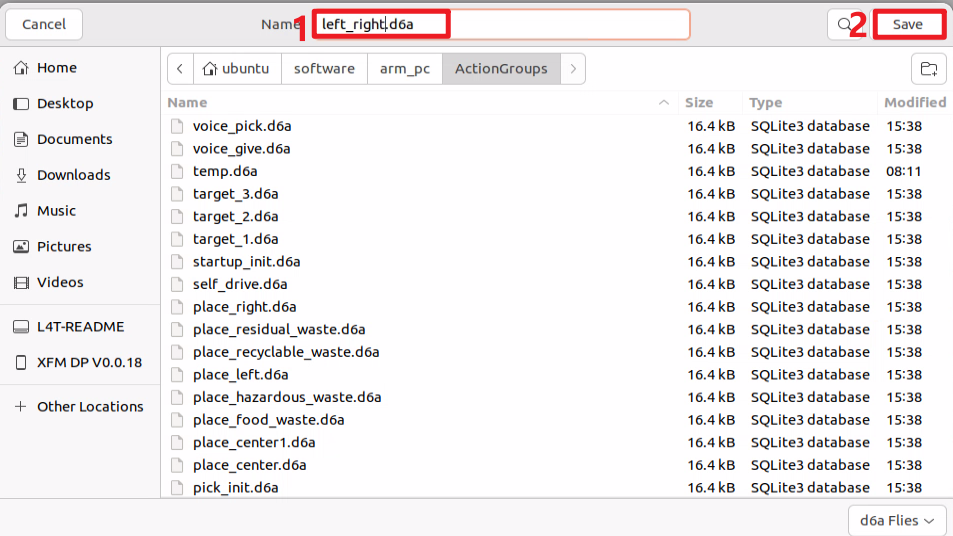 Cancel Name 1 left_right.d6a 2 Save
Home
Desktop
Documents
Downloads
Music
Pictures
Videos
L4T-README
XFM DP V0.0.18
Other Locations
ubuntu software arm_pc ActionGroups
Name Size Type Modified
voice_pick.d6a 16.4 kB SQLite3 database 15:38
voice_give.d6a 16.4 kB SQLite3 database 15:38
temp.d6a 16.4 kB SQLite3 database 08:11
target_3.d6a 16.4 kB SQLite3 database 15:38
target_2.d6a 16.4 kB SQLite3 database 15:38
target_1.d6a 16.4 kB SQLite3 database 15:38
startup_init.d6a 16.4 kB SQLite3 database 15:38
self_drive.d6a 16.4 kB SQLite3 database 15:38
place_right.d6a 16.4 kB SQLite3 database 15:38
place_residual_waste.d6a 16.4 kB SQLite3 database 15:38
place_recyclable_waste.d6a 16.4 kB SQLite3 database 15:38
place_left.d6a 16.4 kB SQLite3 database 15:38
place_hazardous_waste.d6a 16.4 kB SQLite3 database 15:38
place_food_waste.d6a 16.4 kB SQLite3 database 15:38
place_center1.d6a 16.4 kB SQLite3 database 15:38
place_center.d6a 16.4 kB SQLite3 database 15:38
pick_init.d6a 16.4 kB SQLite3 database 15:38
d6a Flies